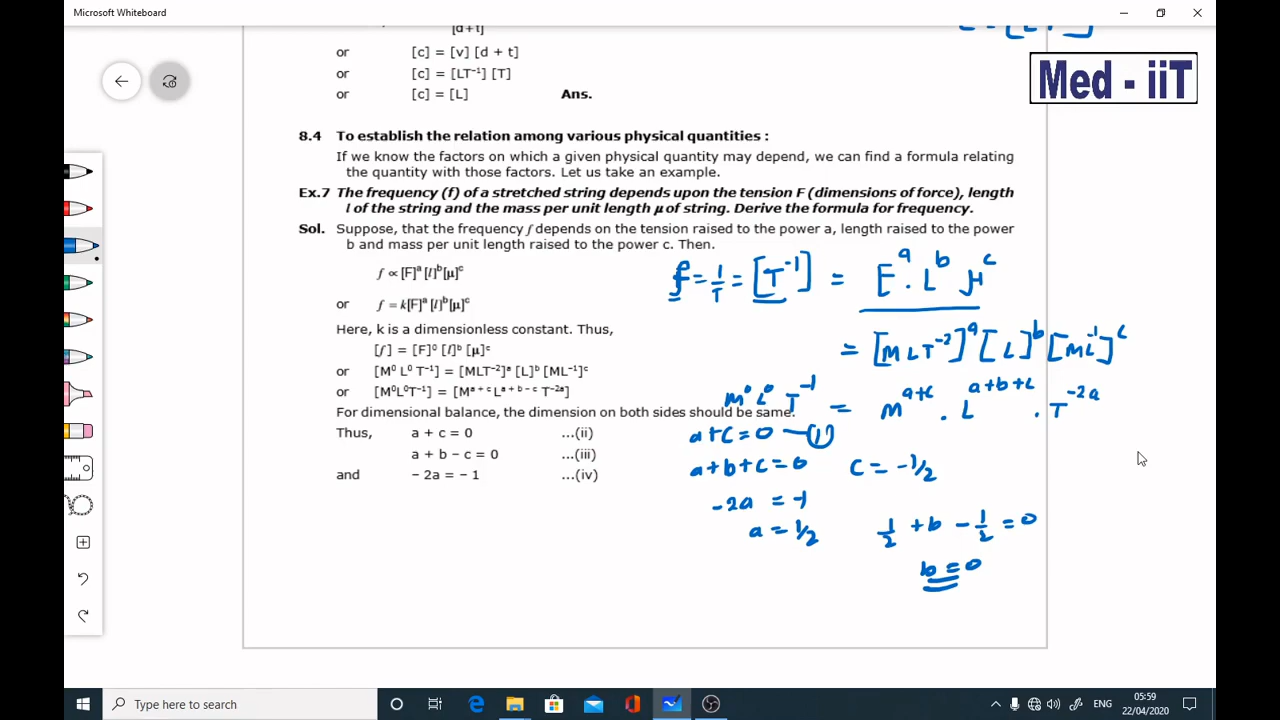 Microsoft Whiteboard
[d+t]
or [c] = [v] [d + t]
or [c] = [LT⁻¹] [T]
or [c] = [L] Ans.
Med - iiT
8.4 To establish the relation among various physical quantities :
If we know the factors on which a given physical quantity may depend, we can find a formula relating
the quantity with those factors. Let us take an example.
Ex.7 The frequency (f) of a stretched string depends upon the tension F (dimensions of force), length
l of the string and the mass per unit length μ of string. Derive the formula for frequency.
Sol. Suppose, that the frequency f depends on the tension raised to the power a, length raised to the power
b and mass per unit length raised to the power c. Then.
f ∝ [F]ᵃ [l]ᵇ [μ]ᶜ
or f = k[F]ᵃ [l]ᵇ [μ]ᶜ
Here, k is a dimensionless constant. Thus,
[f] = [F]ᵃ [l]ᵇ [μ]ᶜ
or [M⁰ L⁰ T⁻¹] = [MLT⁻²]ᵃ [L]ᵇ [ML⁻¹]ᶜ
or [M⁰L⁰T⁻¹] = [Mᵃ⁺ᶜ Lᵃ⁺ᵇ⁻ᶜ T⁻²ᵃ]
For dimensional balance, the dimension on both sides should be same.
Thus, a + c = 0 ...(ii)
a + b − c = 0 ...(iii)
and − 2a = − 1 ...(iv)
f = 1/T = [T⁻¹] = Fᵃ . Lᵇ μᶜ
= [MLT⁻²]ᵃ [L]ᵇ [ML⁻¹]ᶜ
M⁰ L⁰ T⁻¹ = Mᵃ⁺ᶜ . Lᵃ⁺ᵇ⁺ᶜ . T⁻²ᵃ
a+c=0 —(1)
a+b+c=0 c = -1/2
-2a = -1
a = 1/2 1/2 + b - 1/2 = 0
b = 0
Type here to search
ENG
05:59
22/04/2020